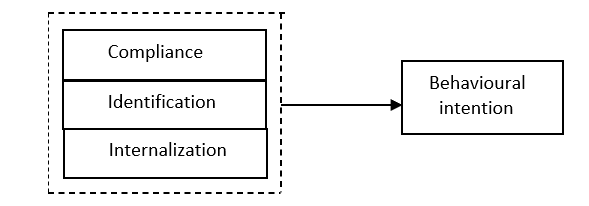 Compliance
Identification
Internalization
Behavioural
intention